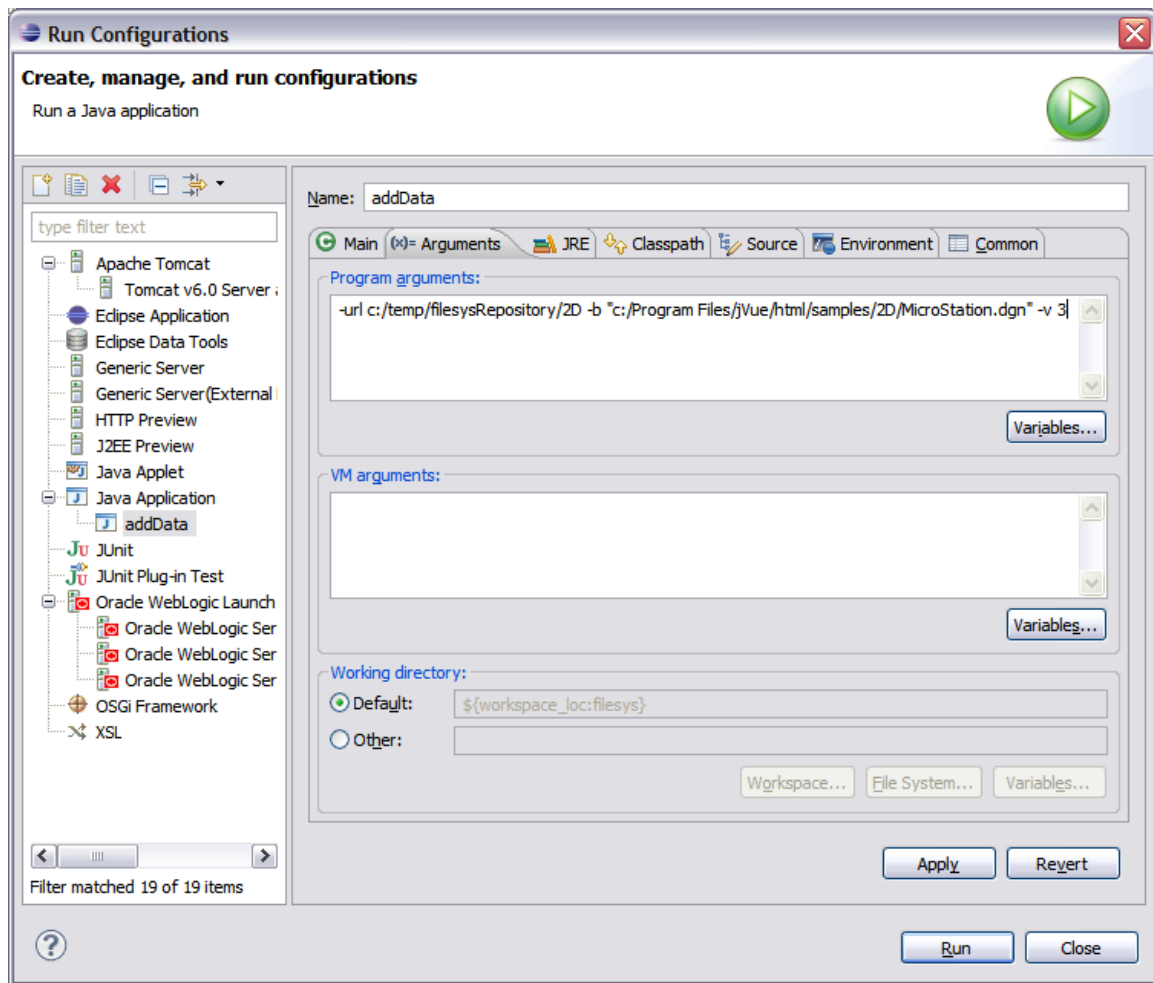 Run Configurations
Create, manage, and run configurations
Run a Java application
type filter text
Apache Tomcat
Tomcat v6.0 Server
Eclipse Application
Eclipse Data Tools
Generic Server
Generic Server(External
HTTP Preview
J2EE Preview
Java Applet
Java Application
addData
JUnit
JUnit Plug-in Test
Oracle WebLogic Launch
Oracle WebLogic Ser
Oracle WebLogic Ser
Oracle WebLogic Ser
OSGi Framework
XSL
Filter matched 19 of 19 items
Name: addData
Main (x)= Arguments JRE Classpath Source Environment Common
Program arguments:
-url c:/temp/filesysRepository/2D -b "c:/Program Files/jVue/html/samples/2D/MicroStation.dgn" -v 3
Variables...
VM arguments:
Variables...
Working directory:
Default: ${workspace_loc:filesys}
Other:
Workspace... File System... Variables...
Apply Revert
Run Close